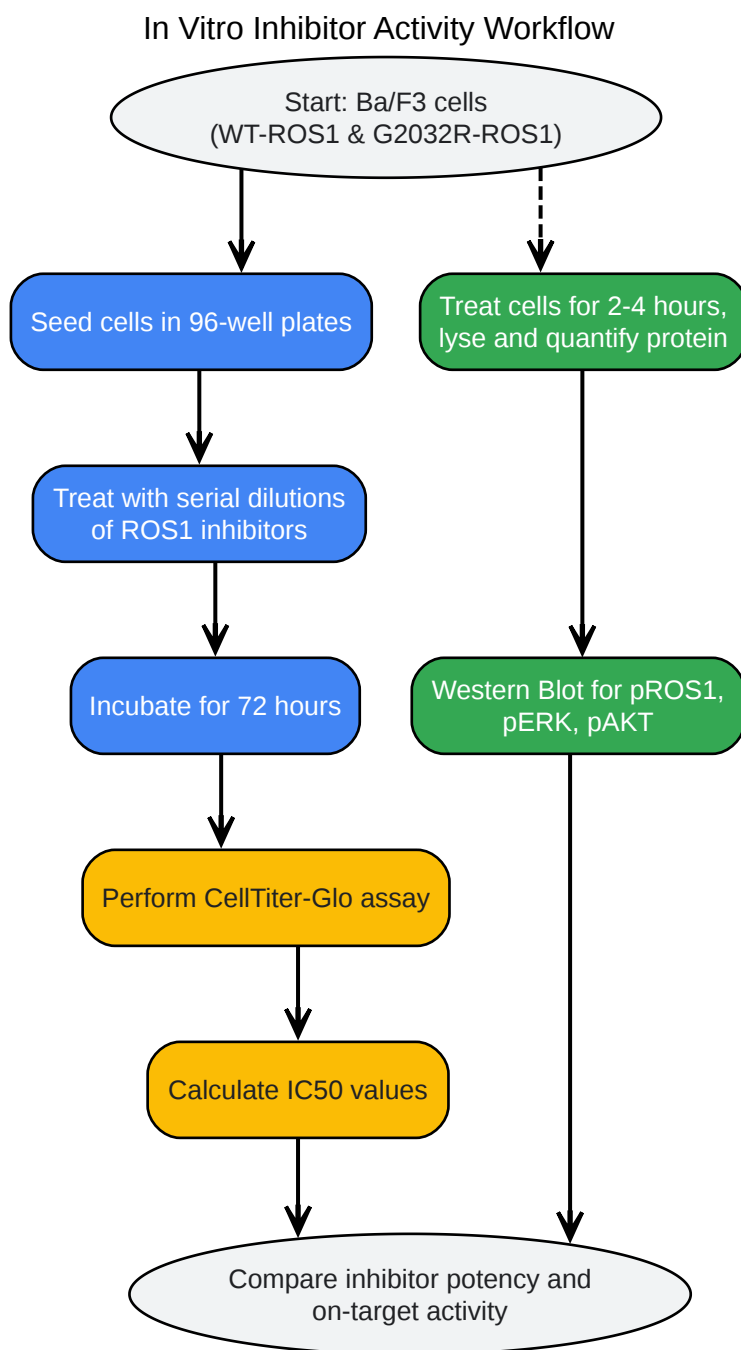 In Vitro Inhibitor Activity Workflow
Start: Ba/F3 cells
(WT-ROS1 & G2032R-ROS1)
Seed cells in 96-well plates
Treat cells for 2-4 hours,
lyse and quantify protein
Treat with serial dilutions
of ROS1 inhibitors
Incubate for 72 hours
Western Blot for pROS1,
pERK, pAKT
Perform CellTiter-Glo assay
Calculate IC50 values
Compare inhibitor potency and
on-target activity